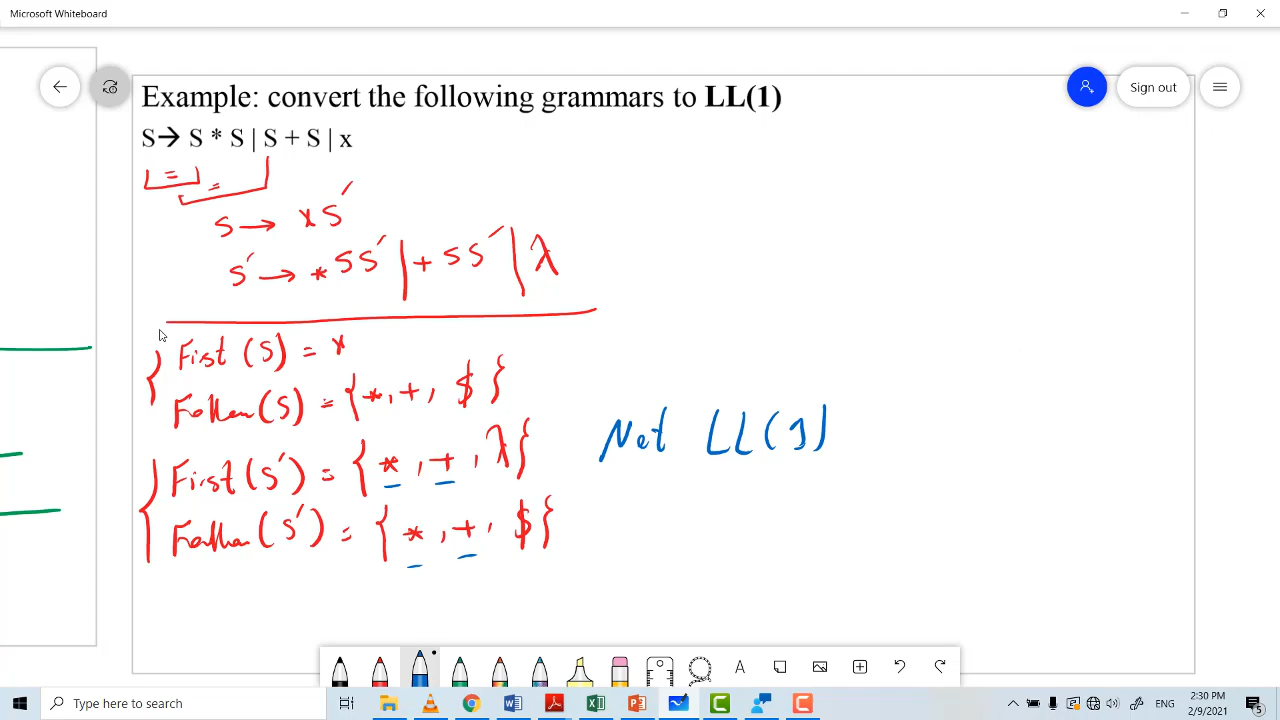 Microsoft Whiteboard
Sign out
Example: convert the following grammars to LL(1)
S→ S * S | S + S | x
S → x S′
S′ → * S S′ | + S S′ | λ
First (S) = x
Follow (S) = { *, +, $ }
First (S′) = { *, +, λ }
Follow (S′) = { *, +, $ }
Not LL(1)
A
Type here to search
ENG
2:30 PM
2/9/2021
5